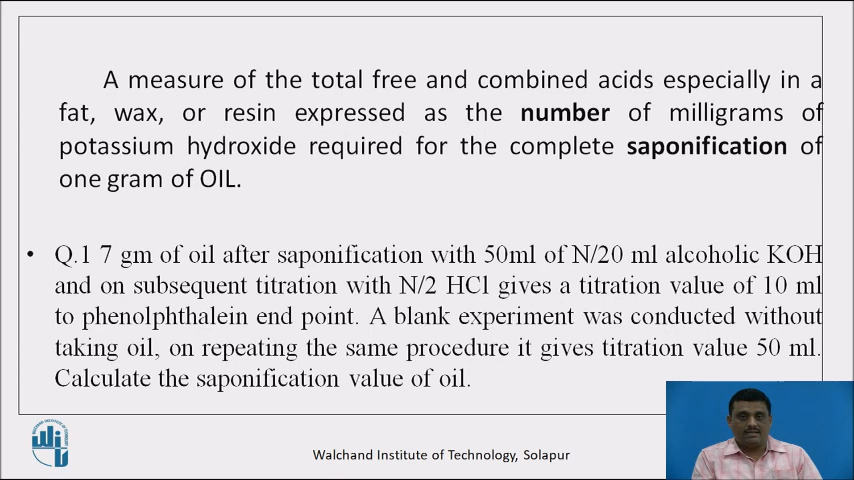 A measure of the total free and combined acids especially in a
fat, wax, or resin expressed as the number of milligrams of
potassium hydroxide required for the complete saponification of
one gram of OIL.
• Q.1 7 gm of oil after saponification with 50ml of N/20 ml alcoholic KOH
and on subsequent titration with N/2 HCl gives a titration value of 10 ml
to phenolphthalein end point. A blank experiment was conducted without
taking oil, on repeating the same procedure it gives titration value 50 ml.
Calculate the saponification value of oil.
Walchand Institute of Technology, Solapur